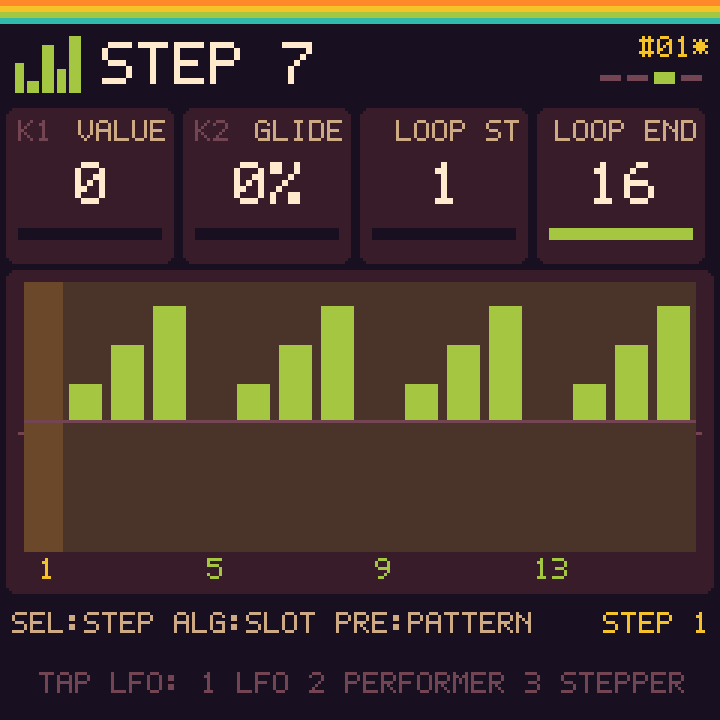 STEP 7 #01*
K1 VALUE K2 GLIDE LOOP ST LOOP END
0 0% 1 16
1 5 9 13
SEL:STEP ALG:SLOT PRE:PATTERN STEP 1
TAP LFO: 1 LFO 2 PERFORMER 3 STEPPER